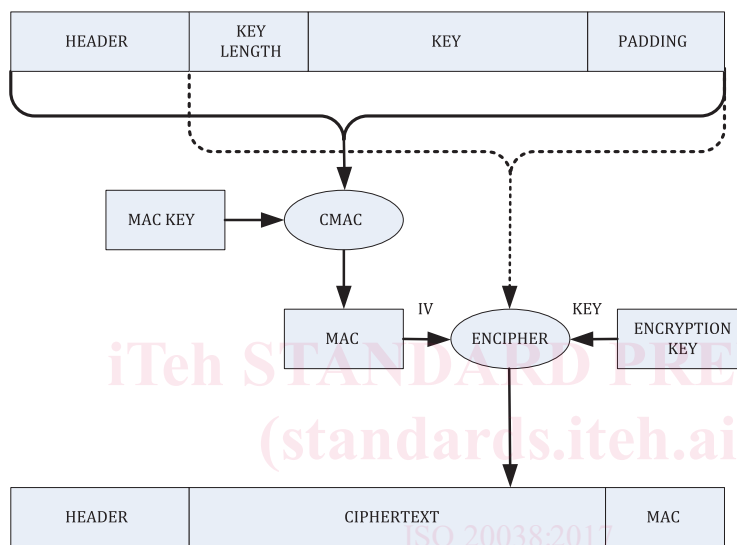 HEADER
KEY
LENGTH
KEY
PADDING
MAC KEY
CMAC
MAC
IV
ENCIPHER
KEY
ENCRYPTION
KEY
iTeh STANDARD PRE
(standards.iteh.ai
HEADER
CIPHERTEXT
MAC
ISO 20038:2017